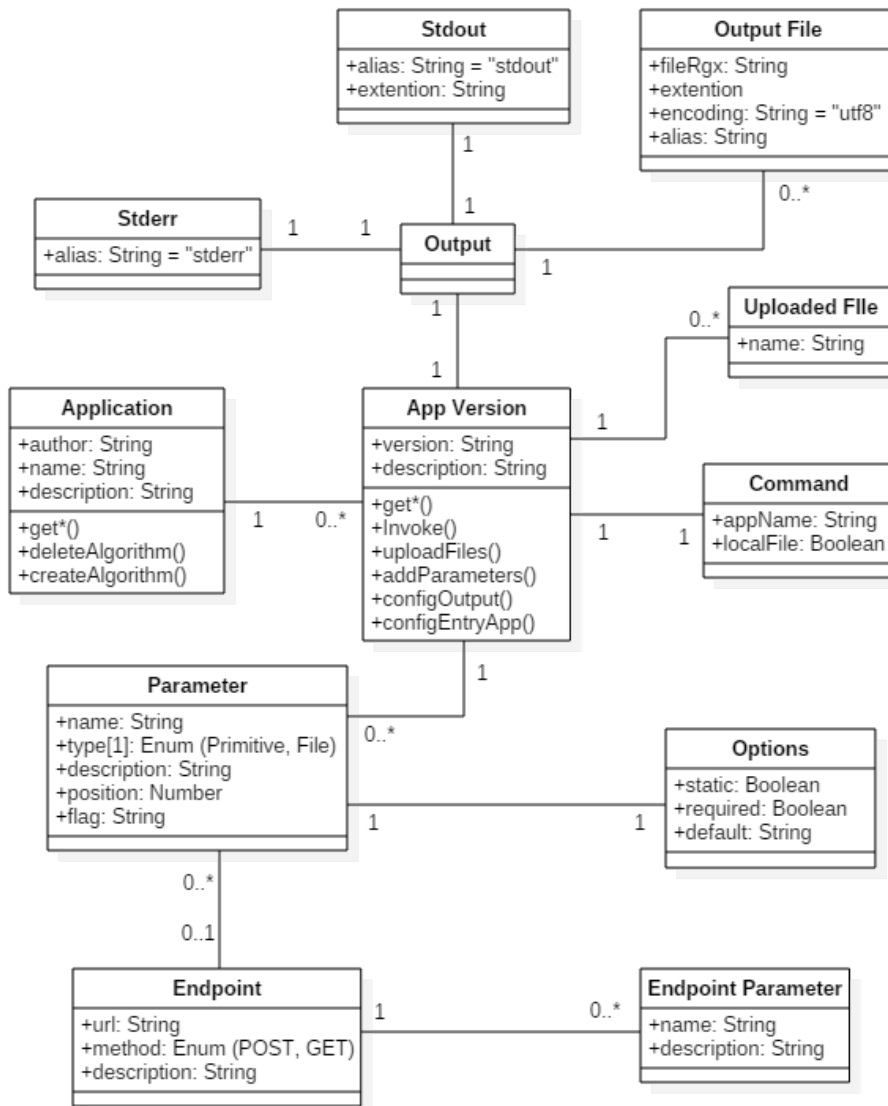 Stdout
+alias: String = "stdout"
+extention: String
Output File
+fileRgx: String
+extention
+encoding: String = "utf8"
+alias: String
1
0..*
Stderr
+alias: String = "stderr"
1
1
1
Output
1
1
Uploaded FIle
+name: String
0..*
1
Application
+author: String
+name: String
+description: String
+get*()
+deleteAlgorithm()
+createAlgorithm()
App Version
+version: String
+description: String
+get*()
+Invoke()
+uploadFiles()
+addParameters()
+configOutput()
+configEntryApp()
1
Command
+appName: String
+localFile: Boolean
1
0..*
1
1
Parameter
+name: String
+type[1]: Enum (Primitive, File)
+description: String
+position: Number
+flag: String
1
0..*
Options
+static: Boolean
+required: Boolean
+default: String
1
1
0..*
0..1
Endpoint
+url: String
+method: Enum (POST, GET)
+description: String
1
0..*
Endpoint Parameter
+name: String
+description: String